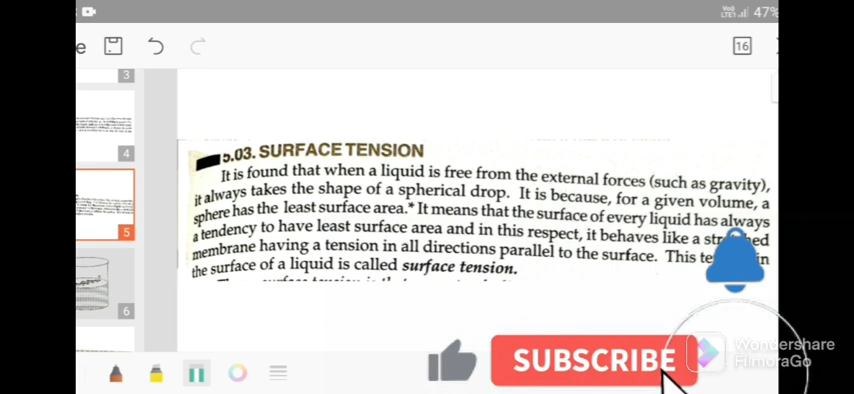 Vo))
LTE1
47%
e
16
3
4
5
6
5.03. SURFACE TENSION
It is found that when a liquid is free from the external forces (such as gravity),
it always takes the shape of a spherical drop. It is because, for a given volume, a
sphere has the least surface area.* It means that the surface of every liquid has always
a tendency to have least surface area and in this respect, it behaves like a
membrane having a tension in all directions parallel to the surface. This in
the surface of a liquid is called surface tension.
SUBSCRIBE
Wondershare
FilmoraGo